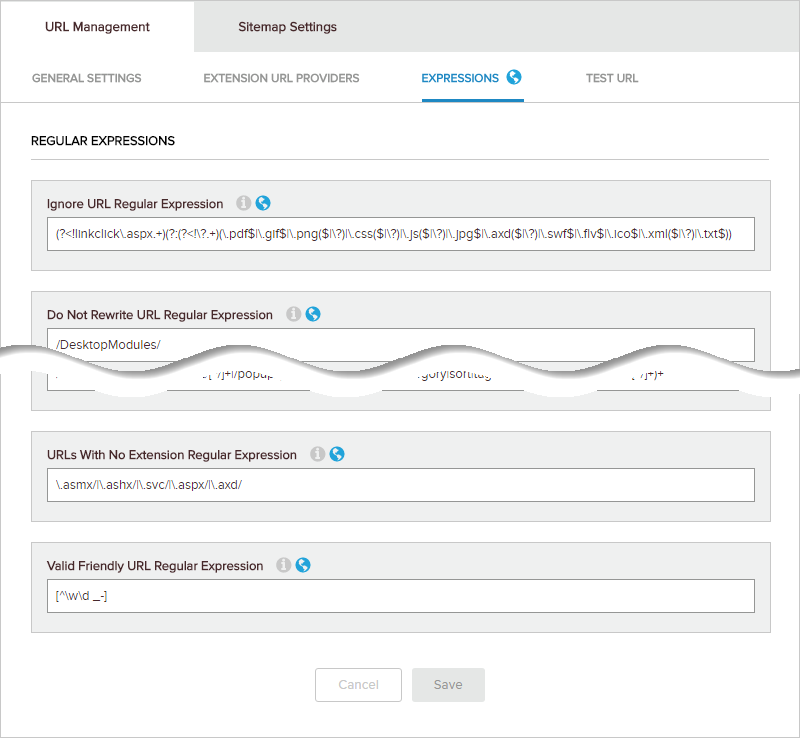 URL Management Sitemap Settings
GENERAL SETTINGS EXTENSION URL PROVIDERS EXPRESSIONS TEST URL
REGULAR EXPRESSIONS
Ignore URL Regular Expression
(?<!linkclick\.aspx.+)(?:(?<!\?.+)(\.pdf$|\.gif$|\.png($|\?)|\.css($|\?)|\.js($|\?)|\.jpg$|\.axd($|\?)|\.swf$|\.flv$|\.ico$|\.xml($|\?)|\.txt$))
Do Not Rewrite URL Regular Expression
/DesktopModules/
URLs With No Extension Regular Expression
\.asmx/|\.ashx/|\.svc/|\.aspx/|\.axd/
Valid Friendly URL Regular Expression
[^\w\d _-]
Cancel Save